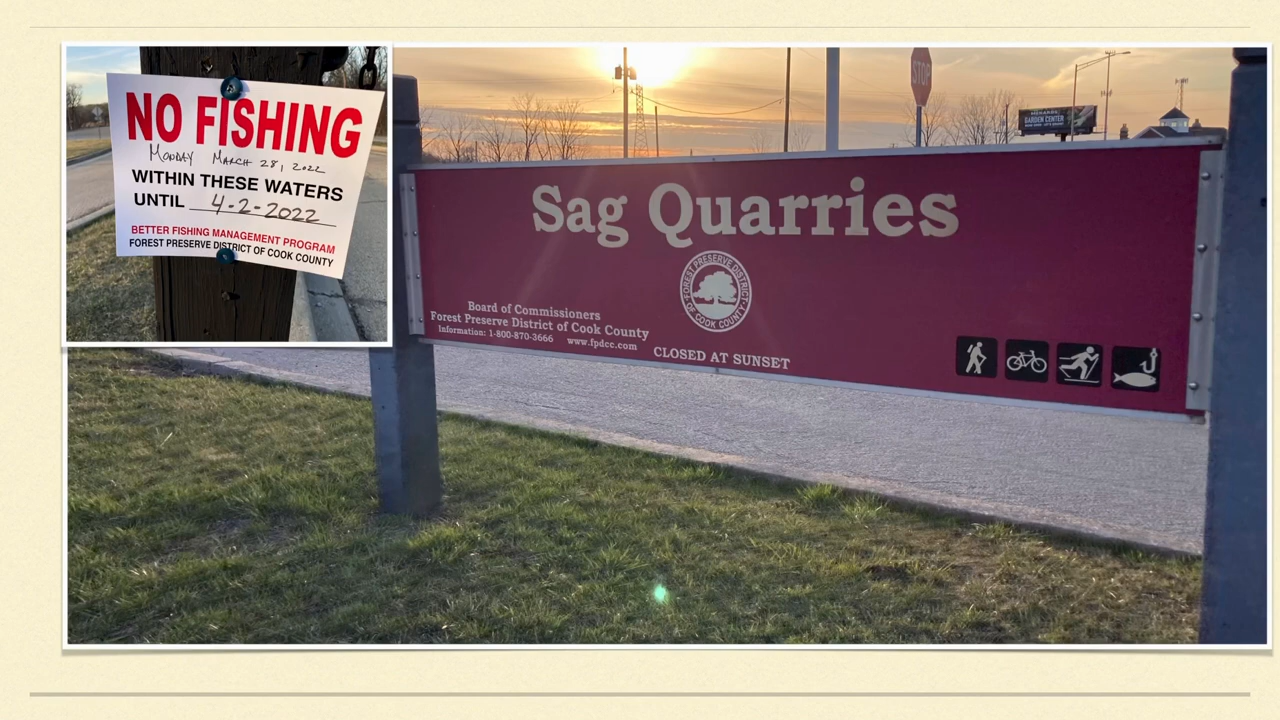 NO FISHING
MONDAY MARCH 28, 2022
WITHIN THESE WATERS
UNTIL 4-2-2022
BETTER FISHING MANAGEMENT PROGRAM
FOREST PRESERVE DISTRICT OF COOK COUNTY
STOP
GARDEN CENTER
Sag Quarries
FOREST PRESERVE DISTRICT
OF COOK COUNTY
Board of Commissioners
Forest Preserve District of Cook County
Information: 1-800-870-3666 www.fpdcc.com
CLOSED AT SUNSET